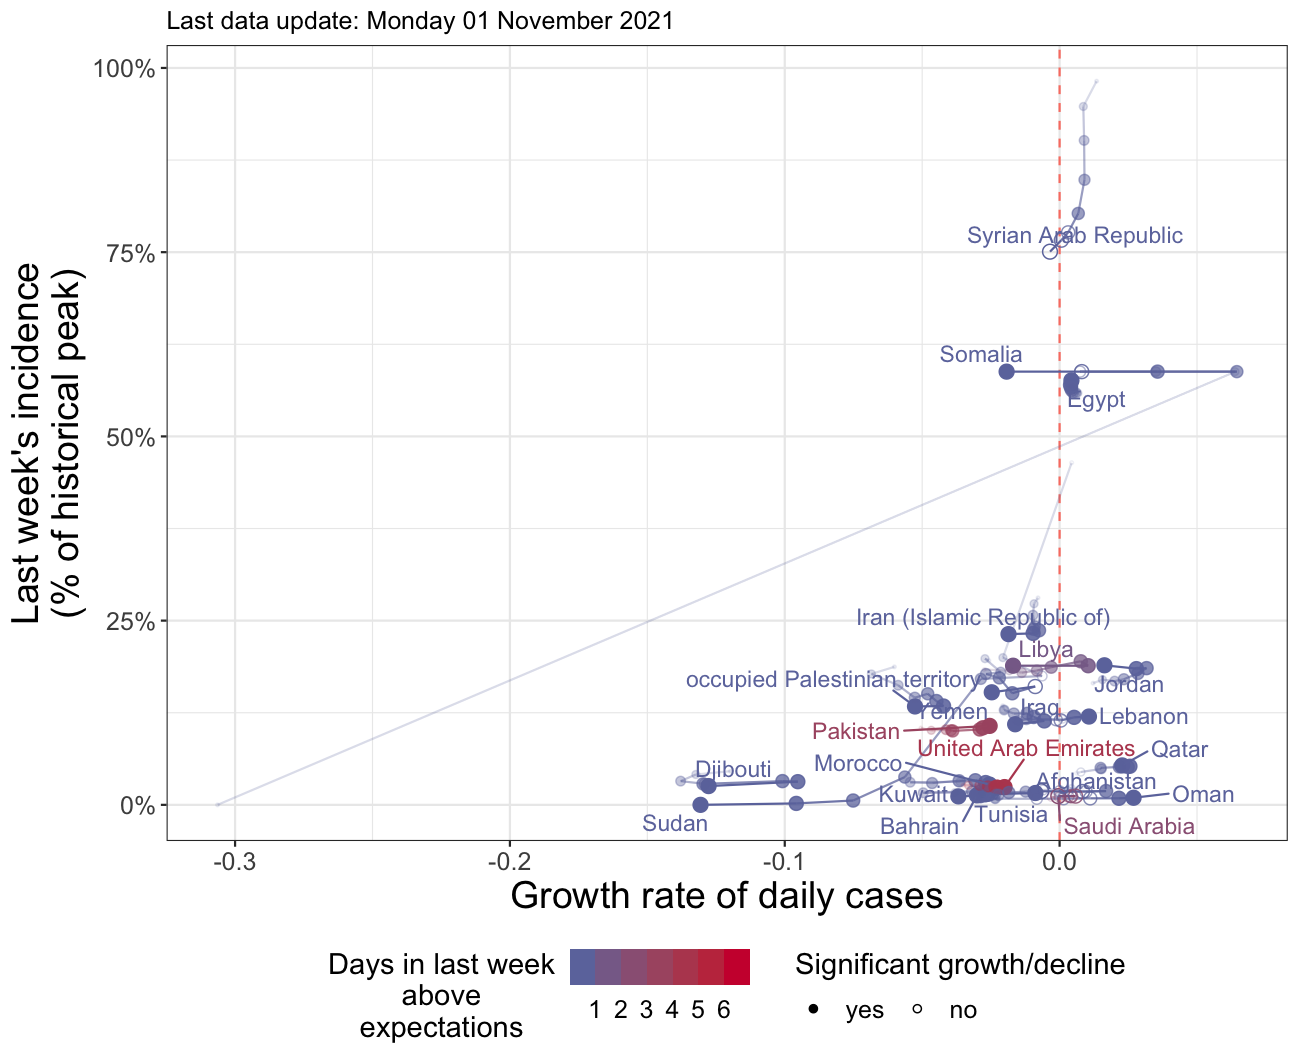 Last data update: Monday 01 November 2021
Last week's incidence
(% of historical peak)
100%
75%
50%
25%
0%
Syrian Arab Republic
Somalia
Egypt
Iran (Islamic Republic of)
Libya
occupied Palestinian territory
Jordan
Yemen
Iraq
Lebanon
Pakistan
United Arab Emirates
Qatar
Morocco
Djibouti
Afghanistan
Kuwait
Oman
Tunisia
Sudan
Bahrain
Saudi Arabia
-0.3
-0.2
-0.1
0.0
Growth rate of daily cases
Days in last week
above
expectations
1 2 3 4 5 6
Significant growth/decline
yes
no